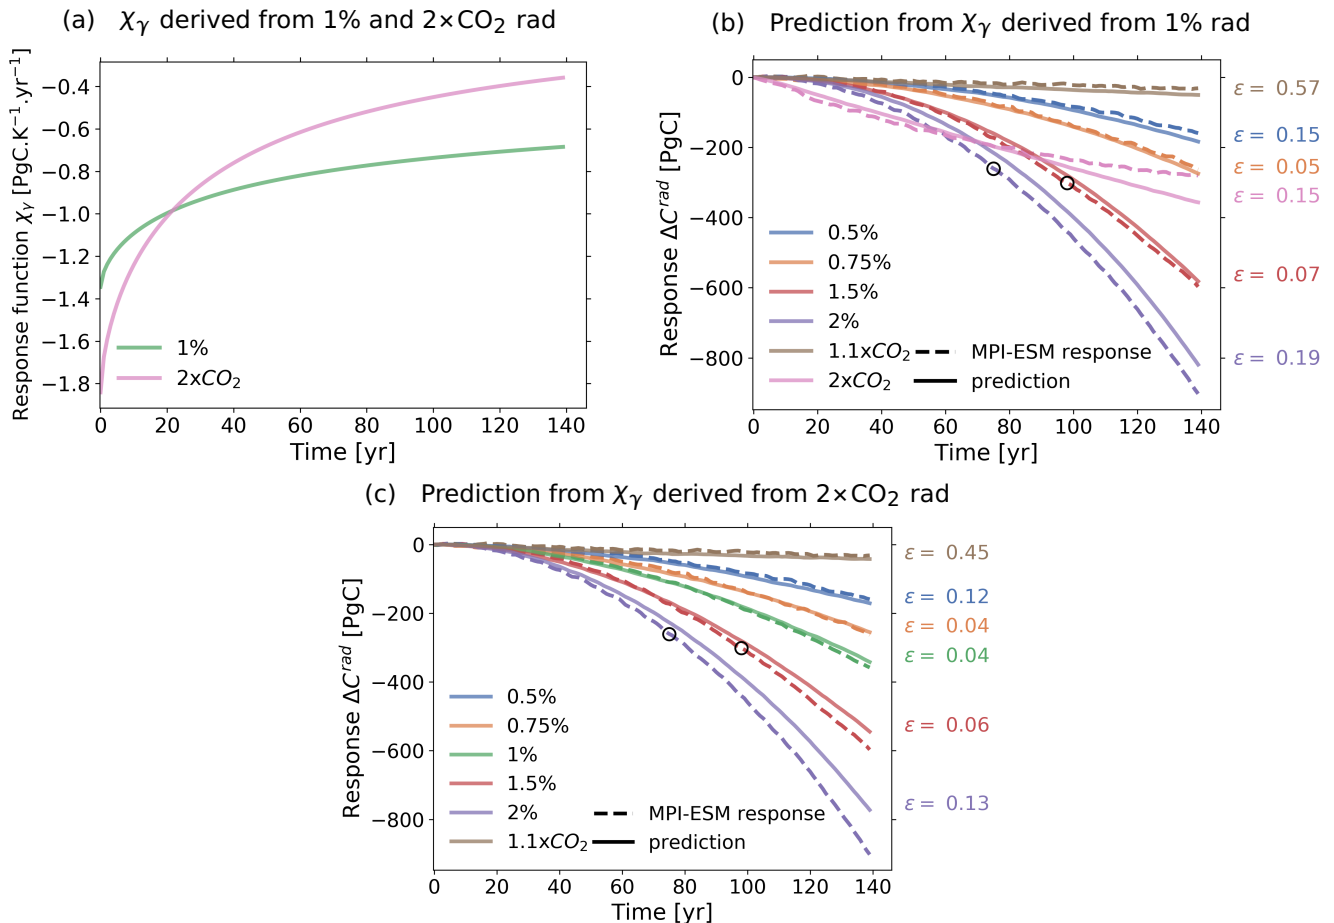 (a) χγ derived from 1% and 2×CO2 rad
Response function χγ [PgC.K−1.yr−1]
−0.4
−0.6
−0.8
−1.0
−1.2
−1.4
−1.6
−1.8
1%
2xCO2
0 20 40 60 80 100 120 140
Time [yr]
(b) Prediction from χγ derived from 1% rad
Response ΔC^rad [PgC]
0
−200
−400
−600
−800
0.5%
0.75%
1.5%
2%
1.1xCO2
2xCO2
MPI-ESM response
prediction
ε = 0.57
ε = 0.15
ε = 0.05
ε = 0.15
ε = 0.07
ε = 0.19
0 20 40 60 80 100 120 140
Time [yr]
(c) Prediction from χγ derived from 2×CO2 rad
Response ΔC^rad [PgC]
0
−200
−400
−600
−800
0.5%
0.75%
1%
1.5%
2%
1.1xCO2
MPI-ESM response
prediction
ε = 0.45
ε = 0.12
ε = 0.04
ε = 0.04
ε = 0.06
ε = 0.13
0 20 40 60 80 100 120 140
Time [yr]